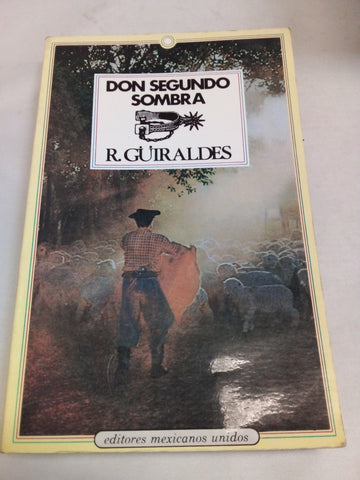 DON SEGUNDO
SOMBRA
R. GÜIRALDES
editores mexicanos unidos